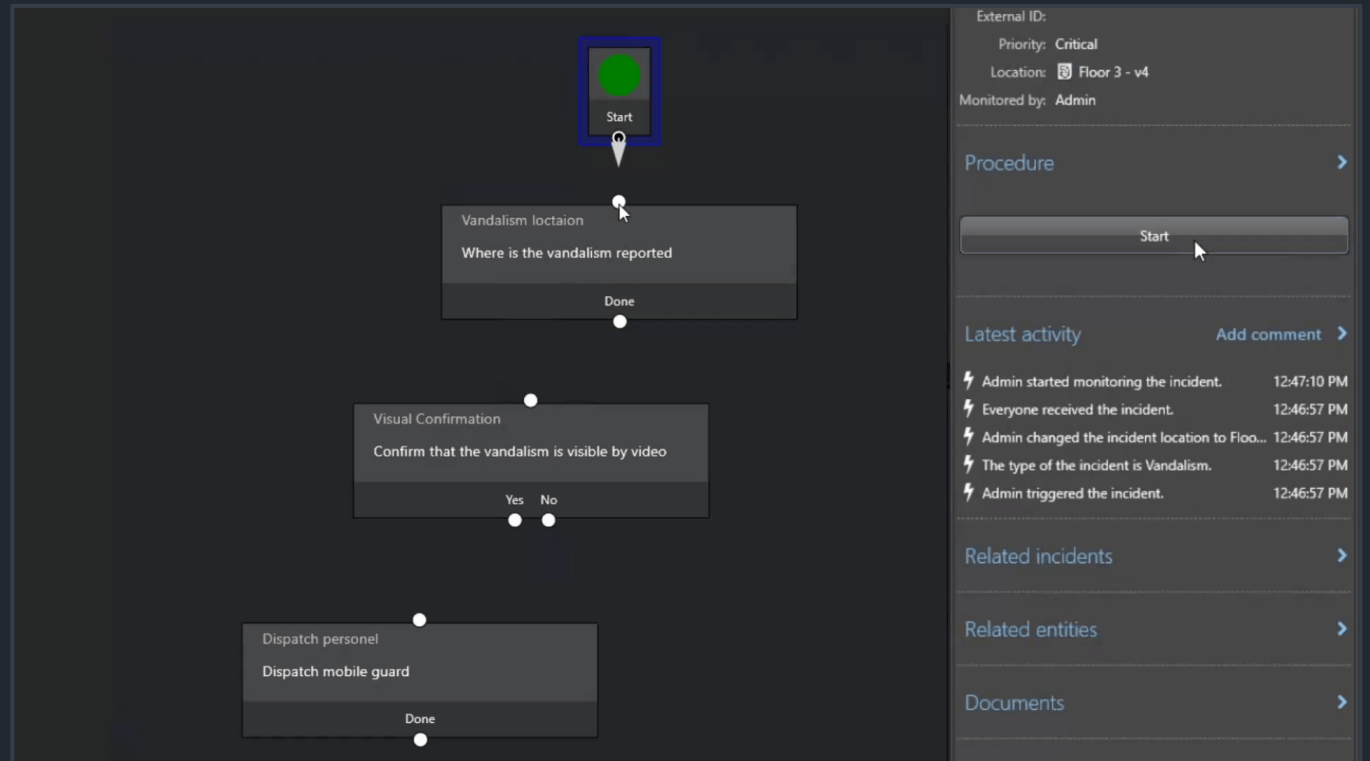 Start
Vandalism loctaion
Where is the vandalism reported
Done
Visual Confirmation
Confirm that the vandalism is visible by video
Yes No
Dispatch personel
Dispatch mobile guard
Done
External ID:
Priority: Critical
Location: Floor 3 - v4
Monitored by: Admin
Procedure
Start
Latest activity Add comment
Admin started monitoring the incident. 12:47:10 PM
Everyone received the incident. 12:46:57 PM
Admin changed the incident location to Floo... 12:46:57 PM
The type of the incident is Vandalism. 12:46:57 PM
Admin triggered the incident. 12:46:57 PM
Related incidents
Related entities
Documents